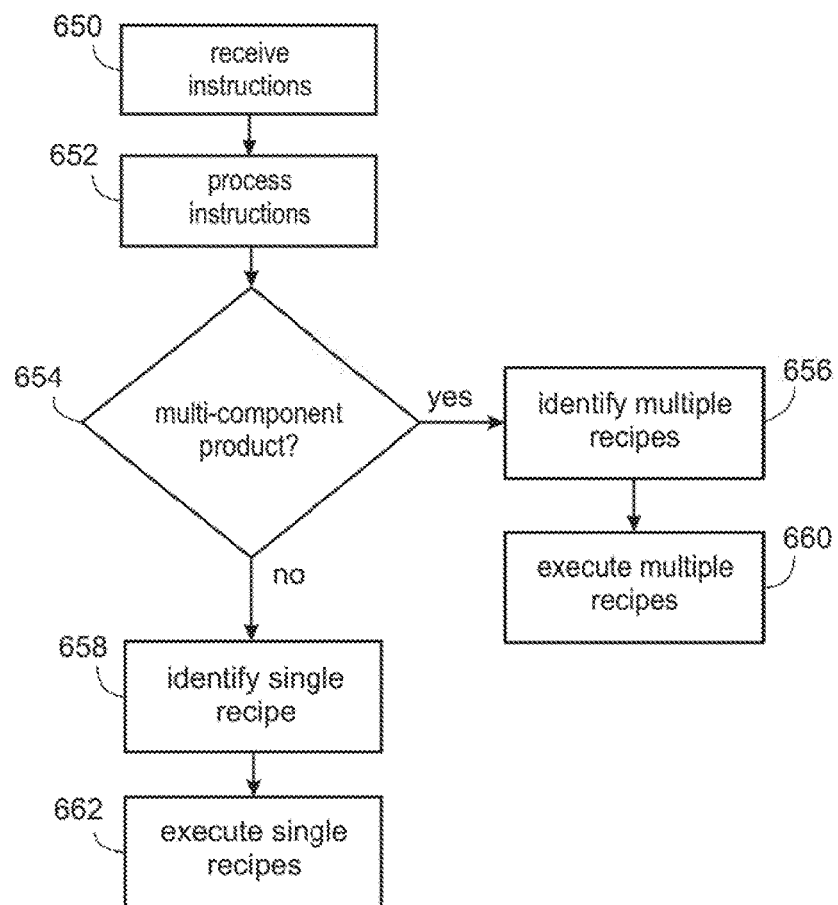 650
receive
instructions
652
process
instructions
654
multi-component
product?
yes
656
identify multiple
recipes
660
execute multiple
recipes
no
658
identify single
recipe
662
execute single
recipes